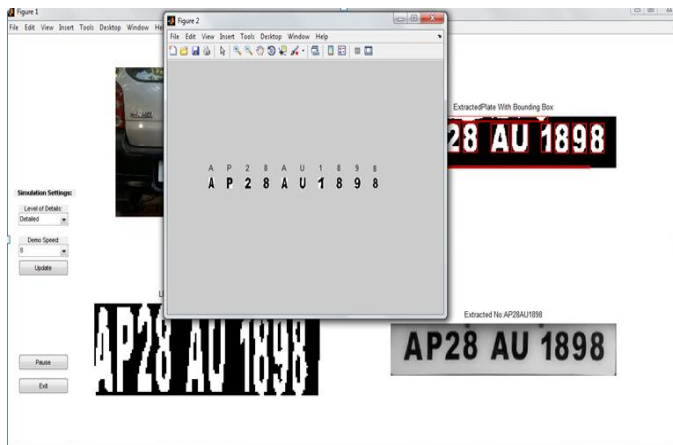 Figure 1
File Edit View Insert Tools Desktop Window
Figure 2
File Edit View Insert Tools Desktop Window Help
A P 2 8 A U 1 8 9 8
A P 2 8 A U 1 8 9 8
ExtractedPlate With Bounding Box
28 AU 1898
Simulation Settings:
Level of Details:
Detailed
Demo Speed:
8
Update
AP28 AU 1898
Extracted No:AP28AU1898
AP28 AU 1898
Pause
Exit